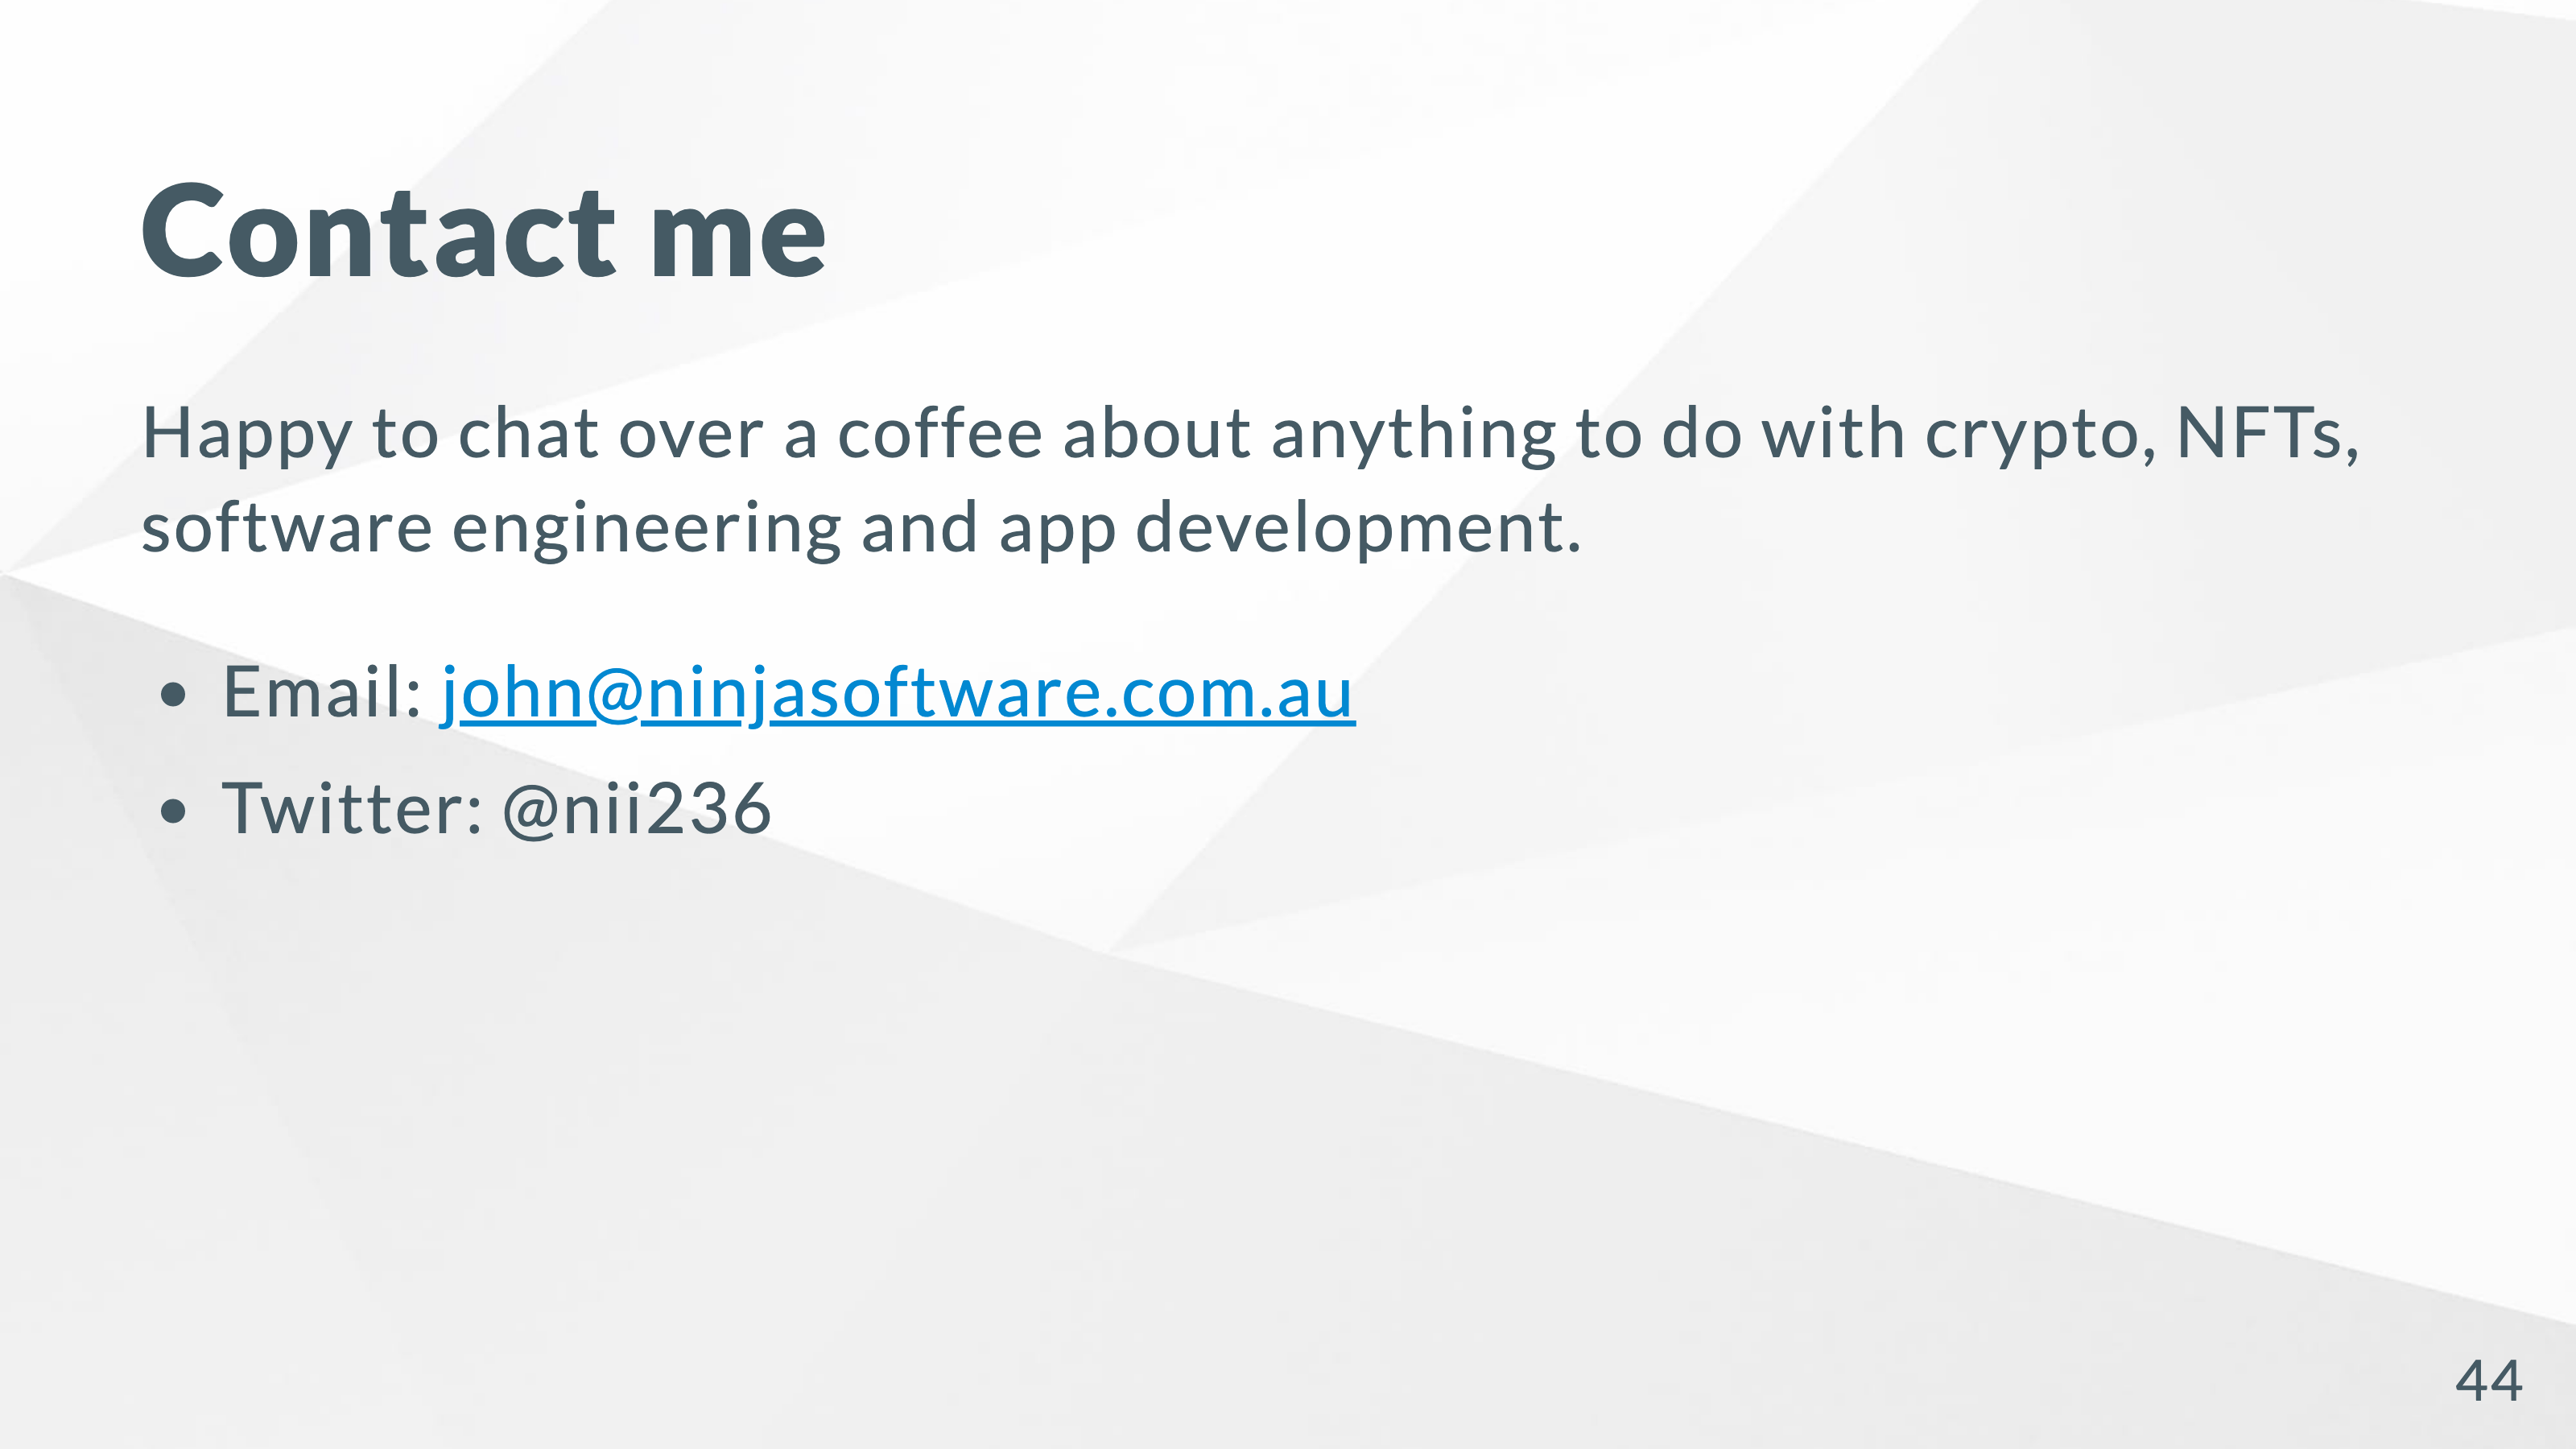 Contact me
Happy to chat over a coffee about anything to do with crypto, NFTs,
software engineering and app development.
• Email: john@ninjasoftware.com.au
• Twitter: @nii236
44